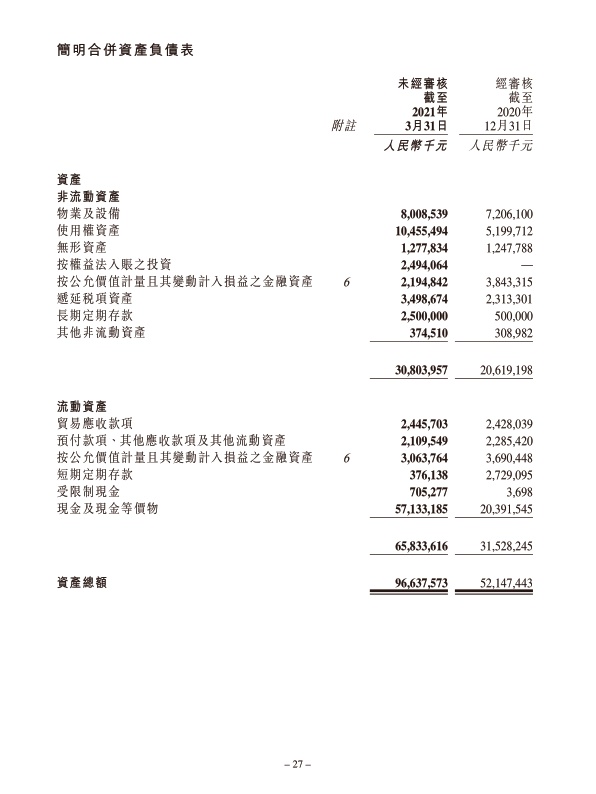 簡明合併資產負債表
未經審核 經審核
截至 截至
2021年 2020年
附註 3月31日 12月31日
人民幣千元 人民幣千元
資產
非流動資產
物業及設備 8,008,539 7,206,100
使用權資產 10,455,494 5,199,712
無形資產 1,277,834 1,247,788
按權益法入賬之投資 2,494,064 —
按公允價值計量且其變動計入損益之金融資產 6 2,194,842 3,843,315
遞延稅項資產 3,498,674 2,313,301
長期定期存款 2,500,000 500,000
其他非流動資產 374,510 308,982
30,803,957 20,619,198
流動資產
貿易應收款項 2,445,703 2,428,039
預付款項、其他應收款項及其他流動資產 2,109,549 2,285,420
按公允價值計量且其變動計入損益之金融資產 6 3,063,764 3,690,448
短期定期存款 376,138 2,729,095
受限制現金 705,277 3,698
現金及現金等價物 57,133,185 20,391,545
65,833,616 31,528,245
資產總額 96,637,573 52,147,443
– 27 –